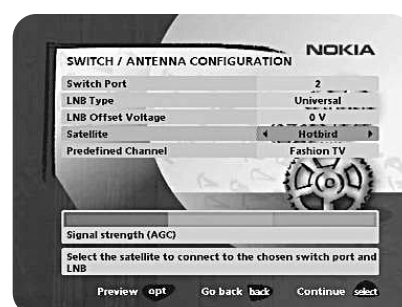 NOKIA
SWITCH / ANTENNA CONFIGURATION
Switch Port 2
LNB Type Universal
LNB Offset Voltage 0 V
Satellite Hotbird
Predefined Channel Fashion TV
Signal strength (AGC)
Select the satellite to connect to the chosen switch port and
LNB
Preview opt Go back back Continue select